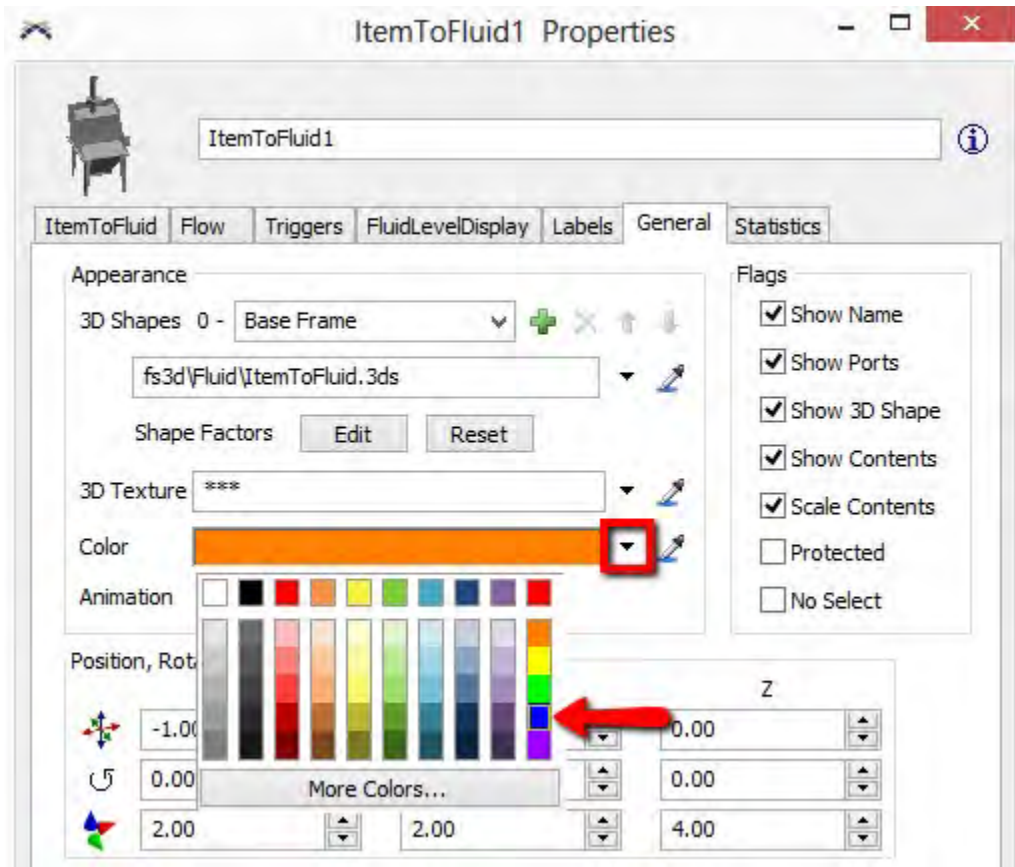 ItemToFluid1 Properties
ItemToFluid1
ItemToFluid Flow Triggers FluidLevelDisplay Labels General Statistics
Appearance
3D Shapes 0 - Base Frame
fs3d\Fluid\ItemToFluid.3ds
Shape Factors Edit Reset
3D Texture ***
Color
Animation
More Colors...
Flags
Show Name
Show Ports
Show 3D Shape
Show Contents
Scale Contents
Protected
No Select
Position, Rot
Z
-1.00 0.00
0.00 0.00
2.00 2.00 4.00